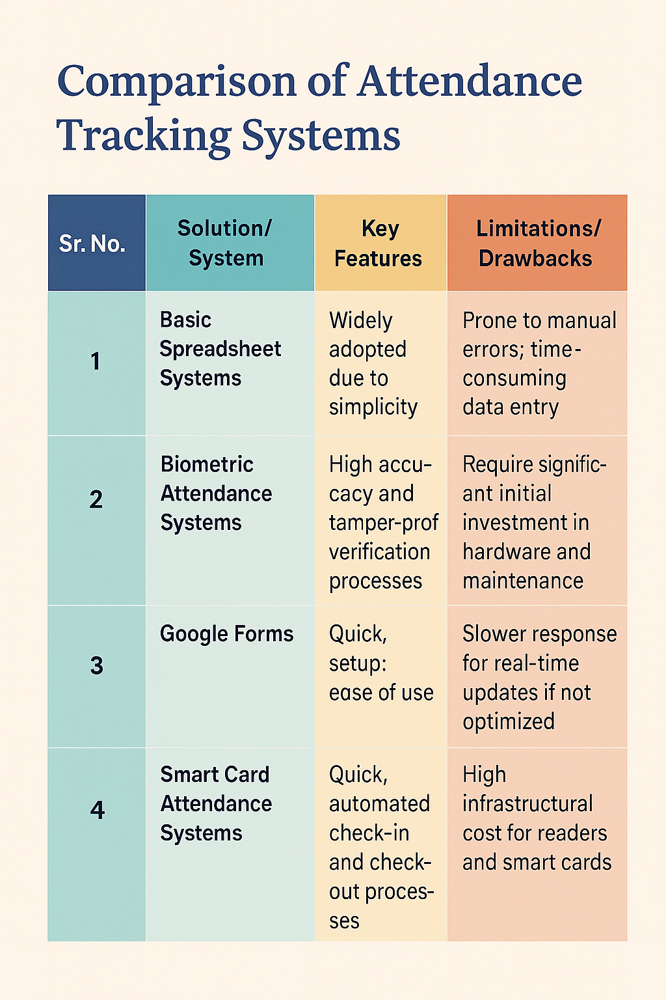 Comparison of Attendance
Tracking Systems
Sr. No.
Solution/
System
Key
Features
Limitations/
Drawbacks
1
Basic
Spreadsheet
Systems
Widely
adopted
due to
simplicity
Prone to manual
errors; time-
consuming
data entry
2
Biometric
Attendance
Systems
High accu-
cacy and
tamper-prof
verification
processes
Require signific-
ant initial
investment in
hardware and
maintenance
3
Google Forms
Quick,
setup:
ease of use
Slower response
for real-time
updates if not
optimized
4
Smart Card
Attendance
Systems
Quick,
automated
check-in
and check-
out proces-
ses
High
infrastructural
cost for readers
and smart cards